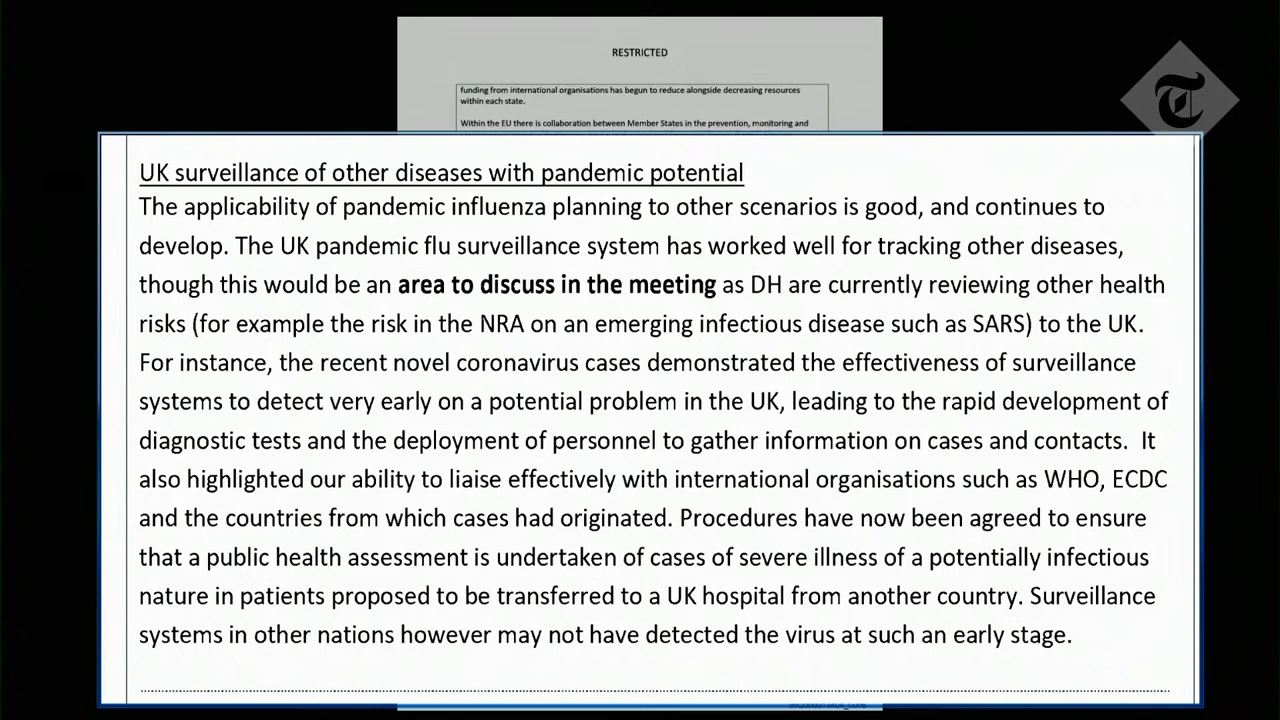 RESTRICTED
funding from international organisations has begun to reduce alongside decreasing resources
within each state.
Within the EU there is collaboration between Member States in the prevention, monitoring and
UK surveillance of other diseases with pandemic potential
The applicability of pandemic influenza planning to other scenarios is good, and continues to
develop. The UK pandemic flu surveillance system has worked well for tracking other diseases,
though this would be an area to discuss in the meeting as DH are currently reviewing other health
risks (for example the risk in the NRA on an emerging infectious disease such as SARS) to the UK.
For instance, the recent novel coronavirus cases demonstrated the effectiveness of surveillance
systems to detect very early on a potential problem in the UK, leading to the rapid development of
diagnostic tests and the deployment of personnel to gather information on cases and contacts.  It
also highlighted our ability to liaise effectively with international organisations such as WHO, ECDC
and the countries from which cases had originated. Procedures have now been agreed to ensure
that a public health assessment is undertaken of cases of severe illness of a potentially infectious
nature in patients proposed to be transferred to a UK hospital from another country. Surveillance
systems in other nations however may not have detected the virus at such an early stage.